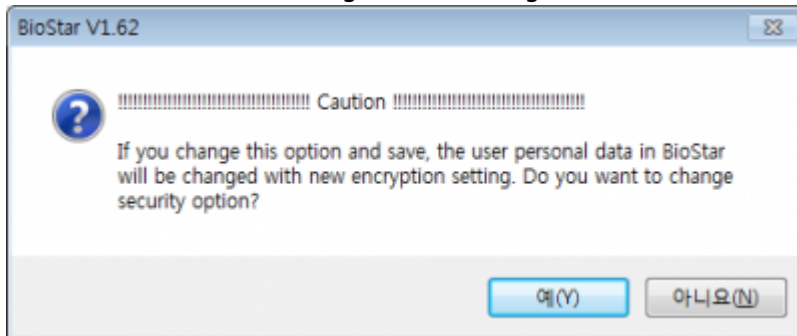 BioStar V1.62
!!!!!!!!!!!!!!!!!!!!!!!!!!!!!!!!!!!!!! Caution !!!!!!!!!!!!!!!!!!!!!!!!!!!!!!!!!!!!!!
If you change this option and save, the user personal data in BioStar
will be changed with new encryption setting. Do you want to change
security option?
예(Y) 아니요(N)